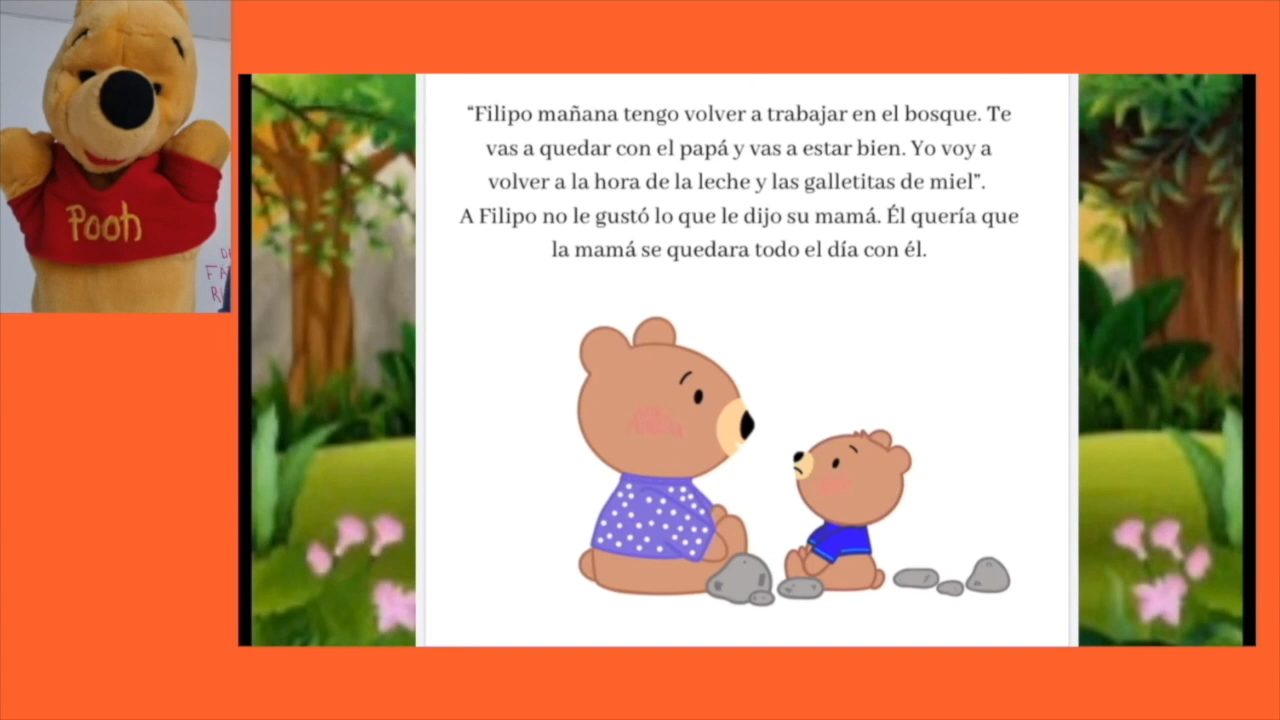 Pooh
“Filipo mañana tengo volver a trabajar en el bosque. Te
vas a quedar con el papá y vas a estar bien. Yo voy a
volver a la hora de la leche y las galletitas de miel”.
A Filipo no le gustó lo que le dijo su mamá. Él quería que
la mamá se quedara todo el día con él.